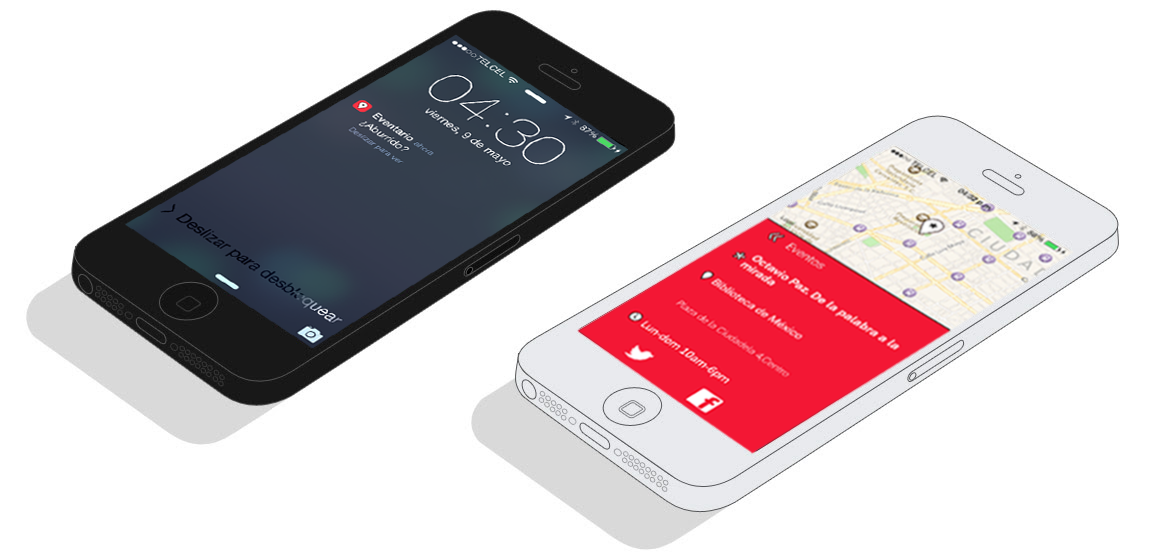 TELCEL
87%
04:30
viernes, 9 de mayo
Eventario ahora
¿Aburrido?
Deslizar para ver
Deslizar para desbloquear
TELCEL
CIUDAD
Eventos
Octavio Paz. De la palabra a la
mirada
Biblioteca de México
Plaza de la Ciudadela 4,Centro
Lun-dom 10am-6pm